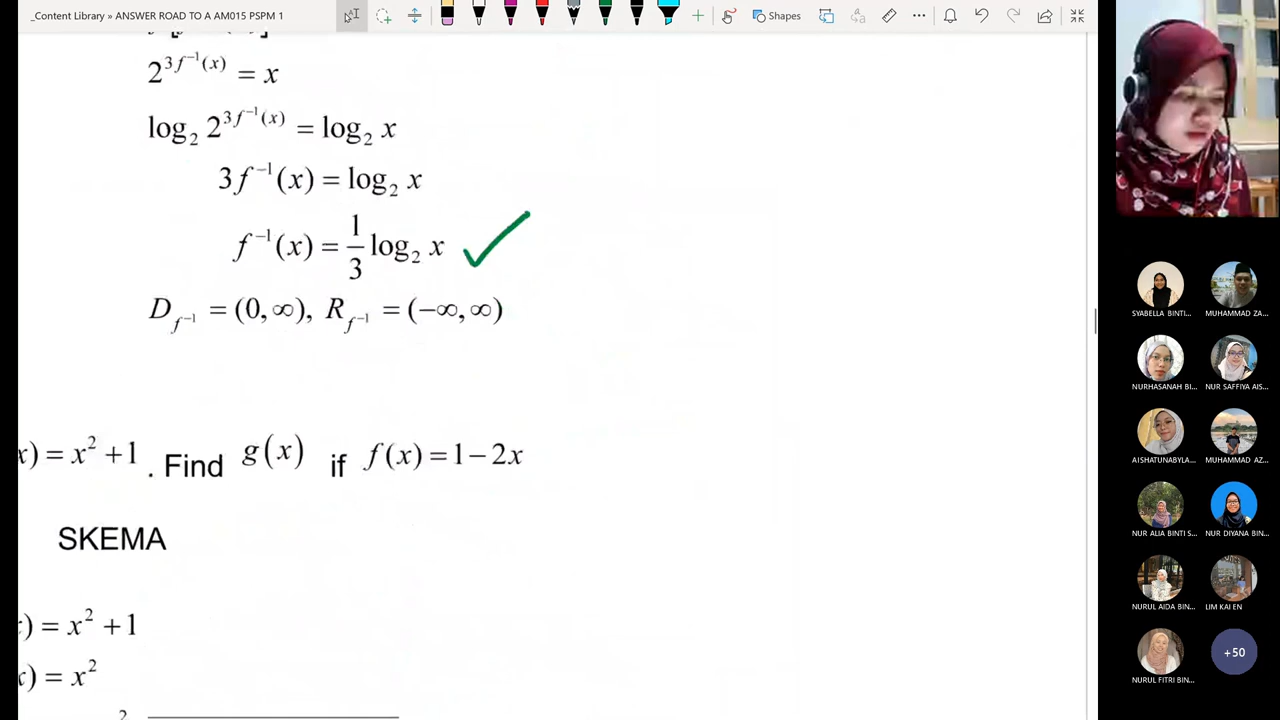 _Content Library » ANSWER ROAD TO A AM015 PSPM 1
Shapes
2^{3f^{-1}(x)} = x
log_2 2^{3f^{-1}(x)} = log_2 x
3f^{-1}(x) = log_2 x
f^{-1}(x) = \frac{1}{3} log_2 x
D_{f^{-1}} = (0, ∞), R_{f^{-1}} = (-∞, ∞)
x) = x^2 + 1 . Find g(x) if f(x) = 1 - 2x
SKEMA
) = x^2 + 1
x) = x^2
2
SYABELLA BINTI...
MUHAMMAD ZA...
NURHASANAH BI...
NUR SAFFIYA AIS...
AISHATUNABYLA...
MUHAMMAD AZ...
NUR ALIA BINTI S...
NUR DIYANA BIN...
NURUL AIDA BIN...
LIM KAI EN
NURUL FITRI BIN...
+50